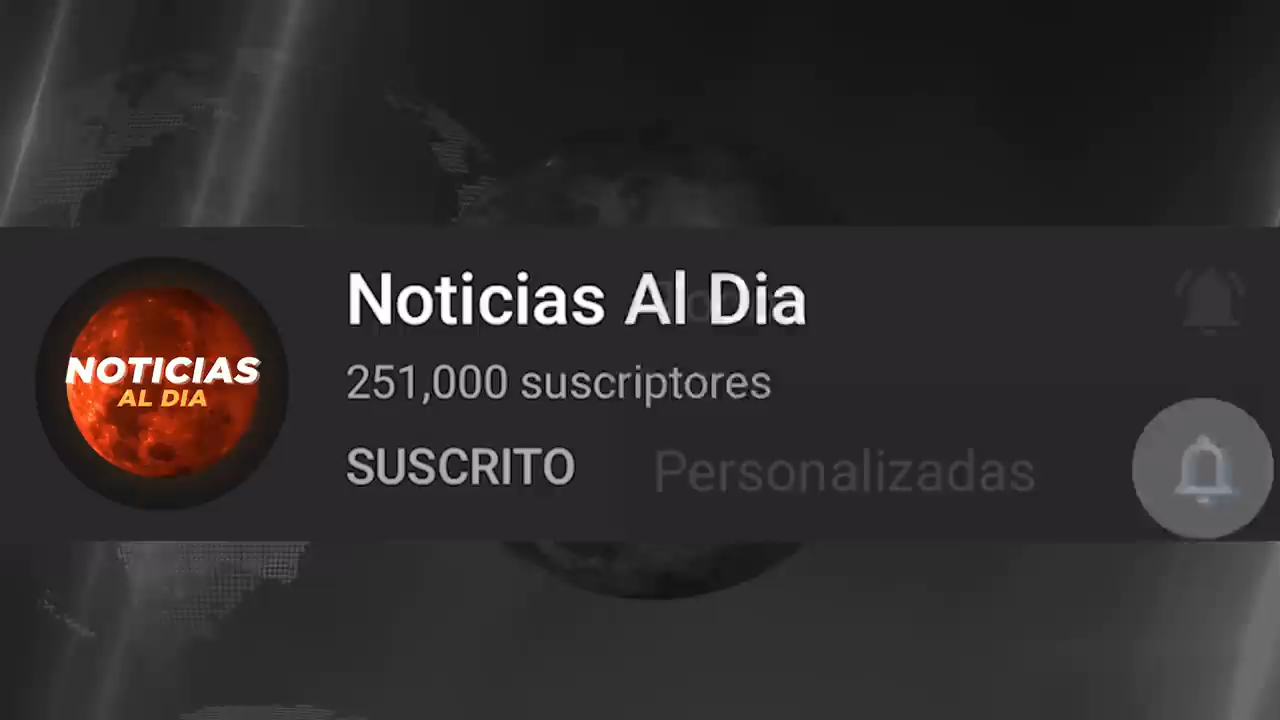 Noticias Al Dia
251,000 suscriptores
NOTICIAS
AL DIA
SUSCRITO
Personalizadas